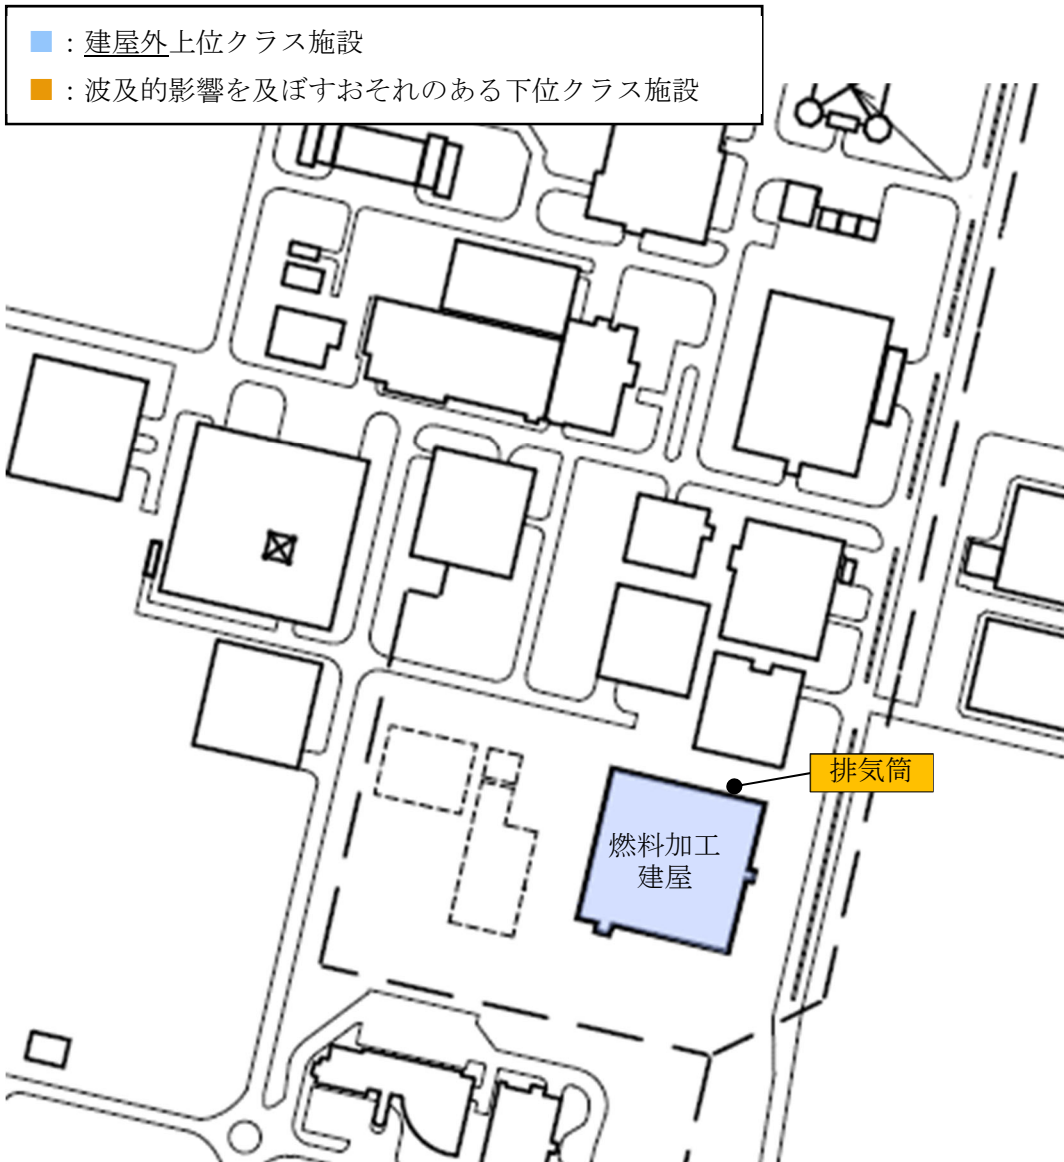 ■：建屋外上位クラス施設
■：波及的影響を及ぼすおそれのある下位クラス施設
排気筒
燃料加工
建屋